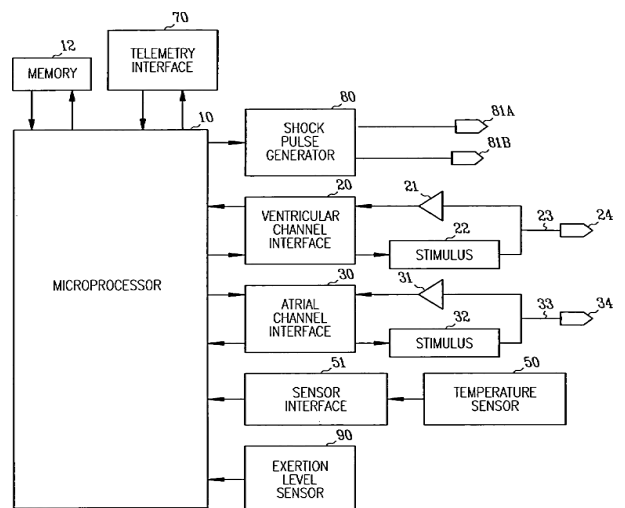 12
MEMORY
70
TELEMETRY
INTERFACE
10
MICROPROCESSOR
80
SHOCK
PULSE
GENERATOR
81A
81B
20
VENTRICULAR
CHANNEL
INTERFACE
21
22
STIMULUS
23
24
30
ATRIAL
CHANNEL
INTERFACE
31
32
STIMULUS
33
34
51
SENSOR
INTERFACE
50
TEMPERATURE
SENSOR
90
EXERTION
LEVEL
SENSOR